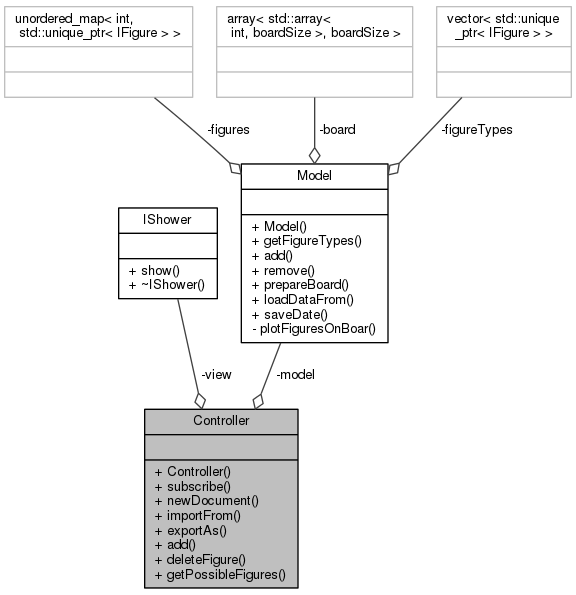 unordered_map< int,
std::unique_ptr< IFigure > >
array< std::array<
int, boardSize >, boardSize >
vector< std::unique
_ptr< IFigure > >
-figures
-board
-figureTypes
Model
+ Model()
+ getFigureTypes()
+ add()
+ remove()
+ prepareBoard()
+ loadDataFrom()
+ saveDate()
- plotFiguresOnBoar()
IShower
+ show()
+ ~IShower()
-view
-model
Controller
+ Controller()
+ subscribe()
+ newDocument()
+ importFrom()
+ exportAs()
+ add()
+ deleteFigure()
+ getPossibleFigures()